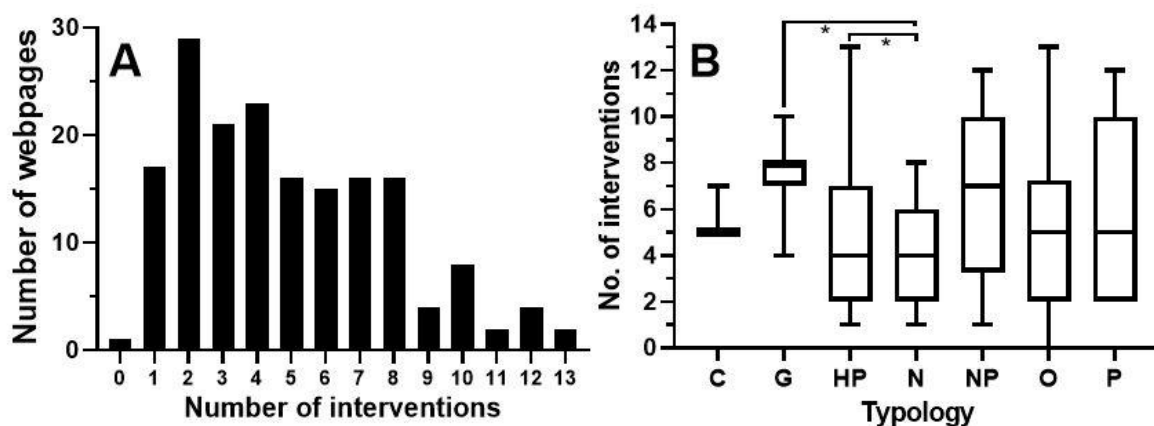 A
Number of webpages
30
20
10
0
0 1 2 3 4 5 6 7 8 9 10 11 12 13
Number of interventions
B
No. of interventions
14
12
10
8
6
4
2
0
*
*
C G HP N NP O P
Typology